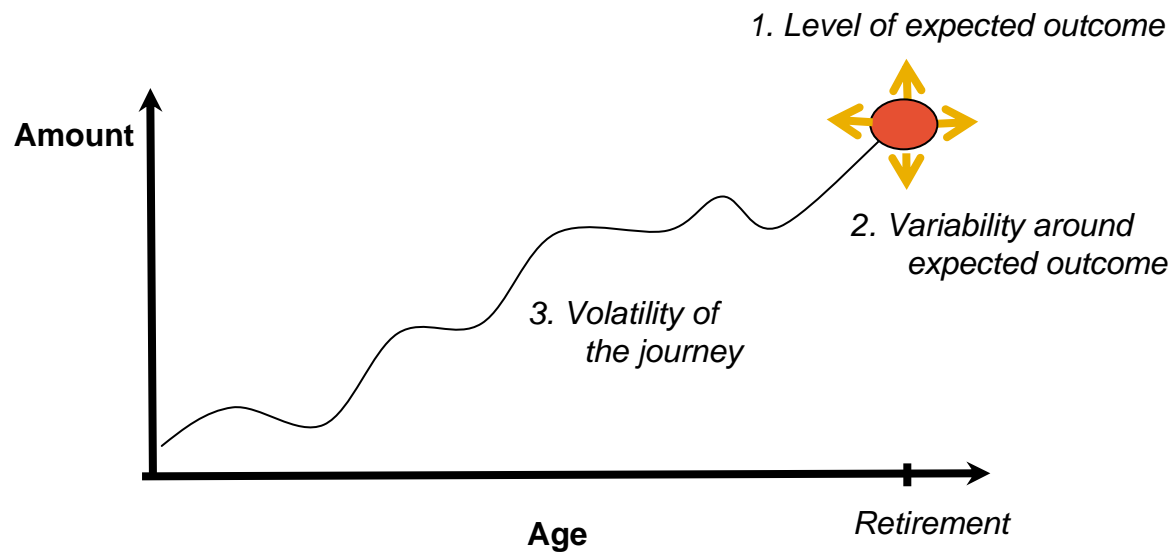 1. Level of expected outcome
Amount
2. Variability around
expected outcome
3. Volatility of
the journey
Retirement
Age